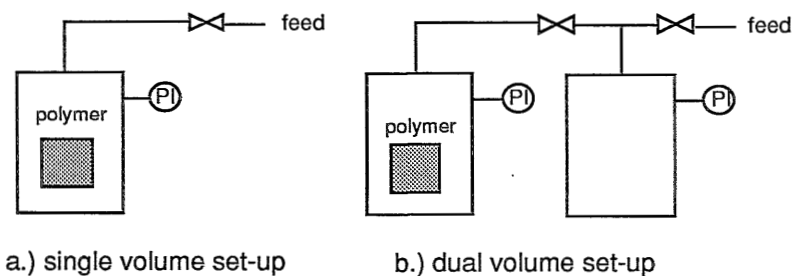 feed
feed
PI
PI
PI
polymer
polymer
a.) single volume set-up
b.) dual volume set-up